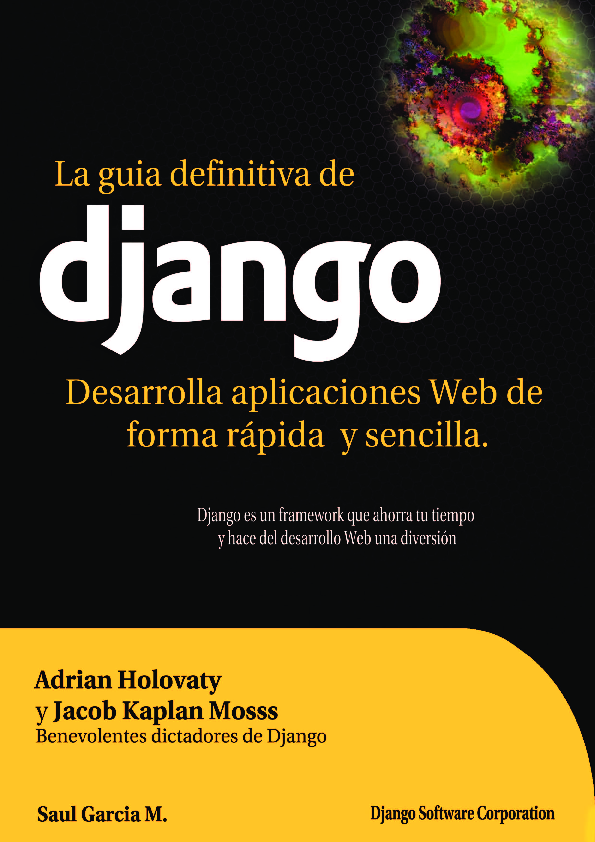 La guia definitiva de
django
Desarrolla aplicaciones Web de
forma rápida y sencilla.
Django es un framework que ahorra tu tiempo
y hace del desarrollo Web una diversión
Adrian Holovaty
y Jacob Kaplan Mosss
Benevolentes dictadores de Django
Saul Garcia M.
Django Software Corporation